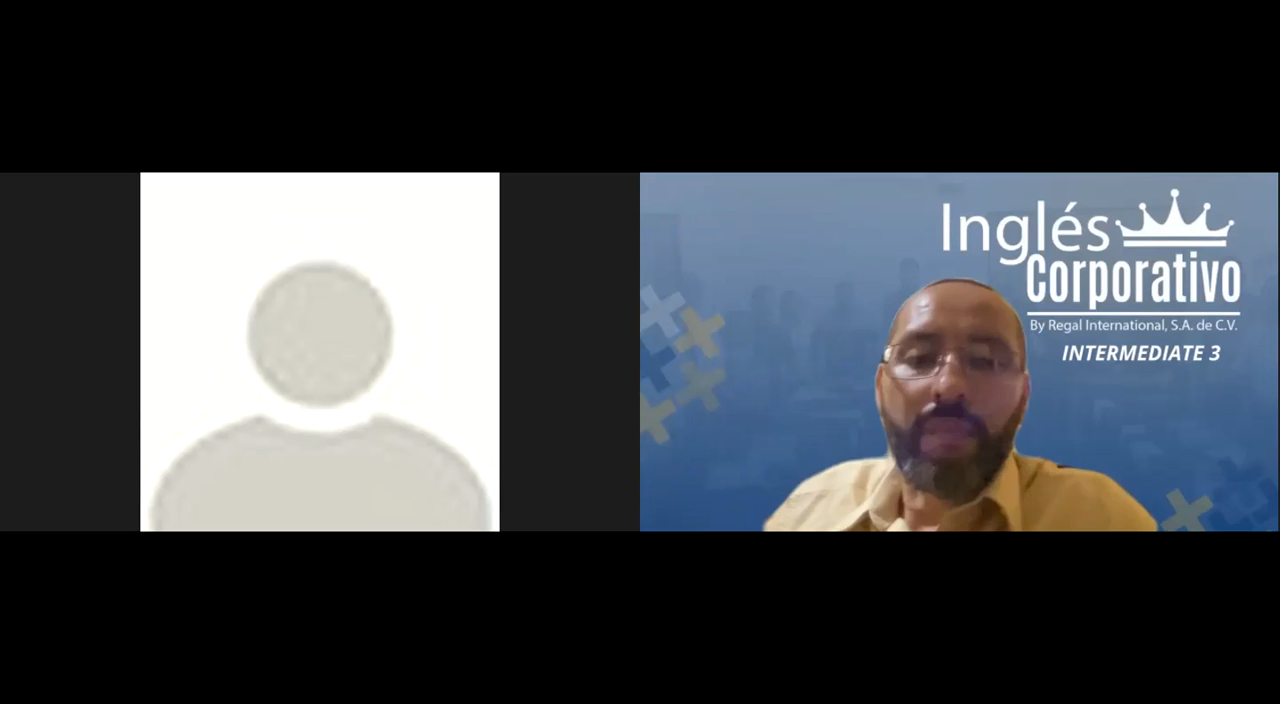 Inglés
Corporativo
By Regal International, S.A. de C.V.
INTERMEDIATE 3